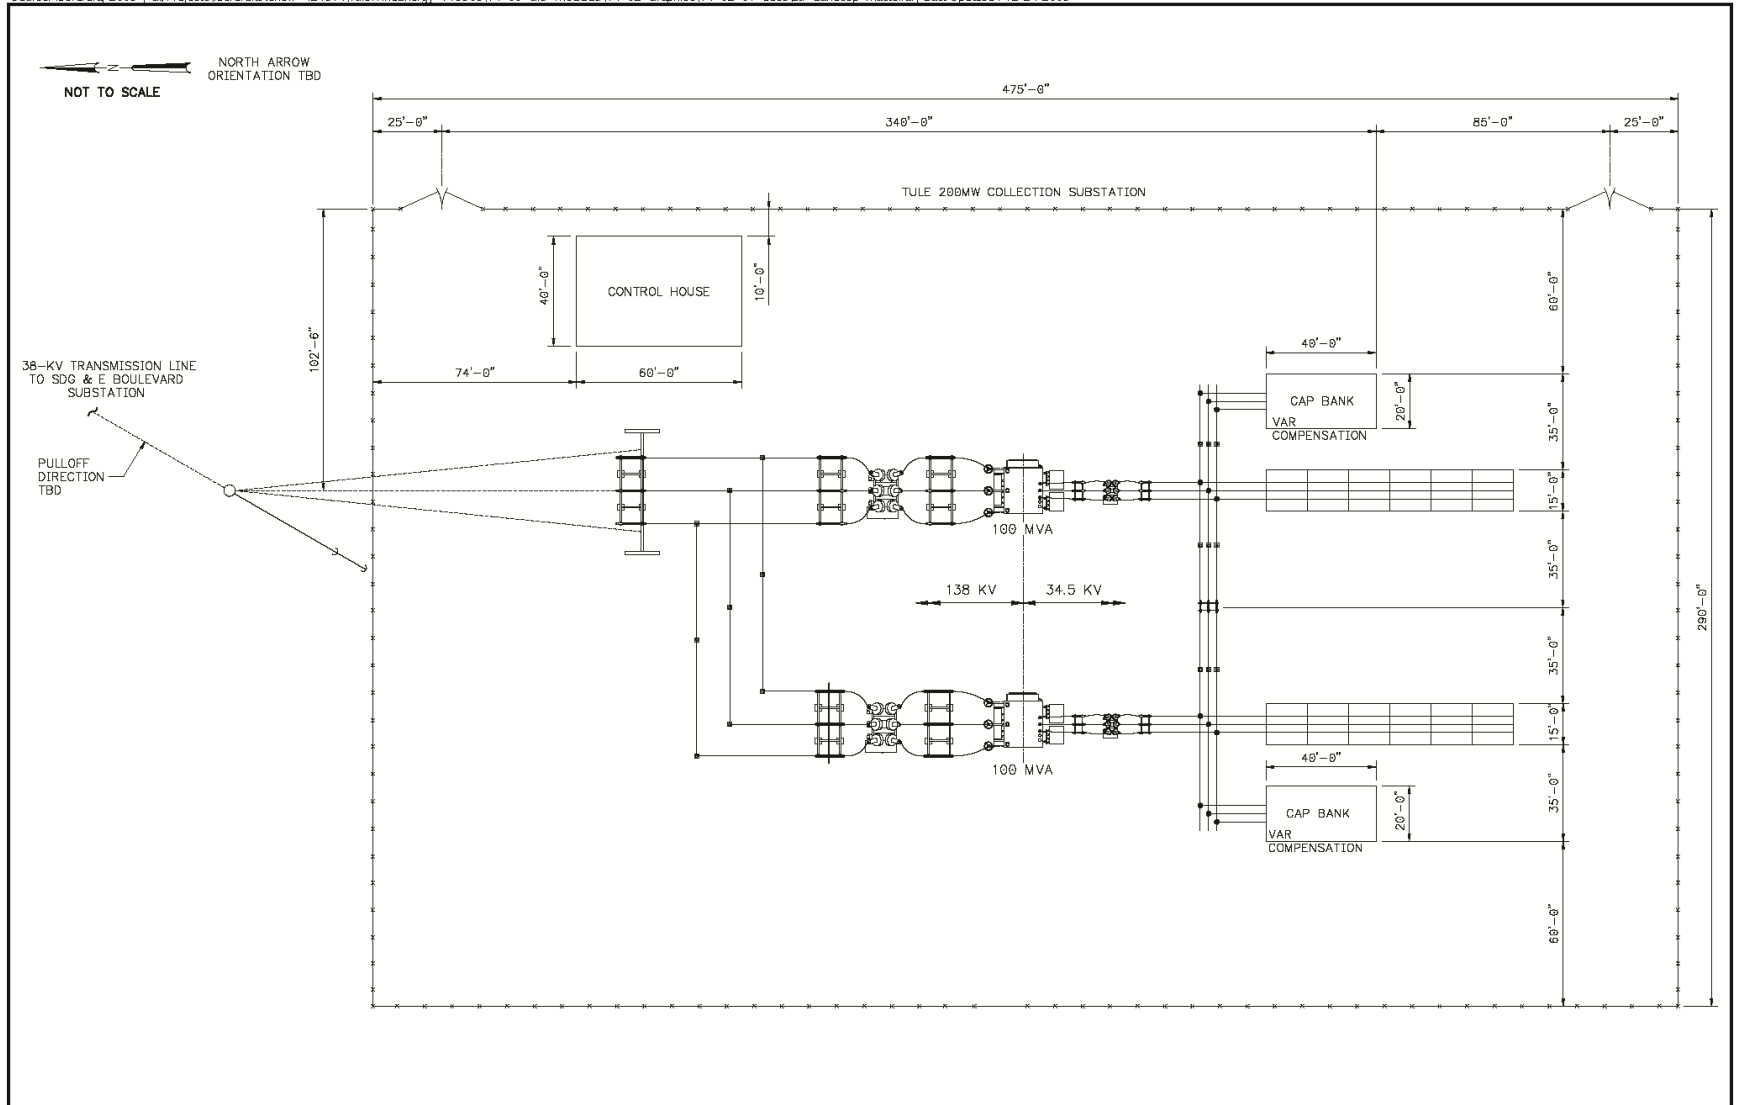 NORTH ARROW
ORIENTATION TBD
N
NOT TO SCALE
475'-0"
25'-0"
340'-0"
85'-0"
25'-0"
TULE 200MW COLLECTION SUBSTATION
CONTROL HOUSE
40'-0"
10'-0"
60'-0"
102'-6"
74'-0"
60'-0"
40'-0"
CAP BANK
20'-0"
VAR
COMPENSATION
35'-0"
38-KV TRANSMISSION LINE
TO SDG & E BOULEVARD
SUBSTATION
PULLOFF
DIRECTION
TBD
15'-0"
100 MVA
35'-0"
138 KV
34.5 KV
290'-0"
35'-0"
15'-0"
100 MVA
40'-0"
CAP BANK
20'-0"
VAR
COMPENSATION
35'-0"
60'-0"